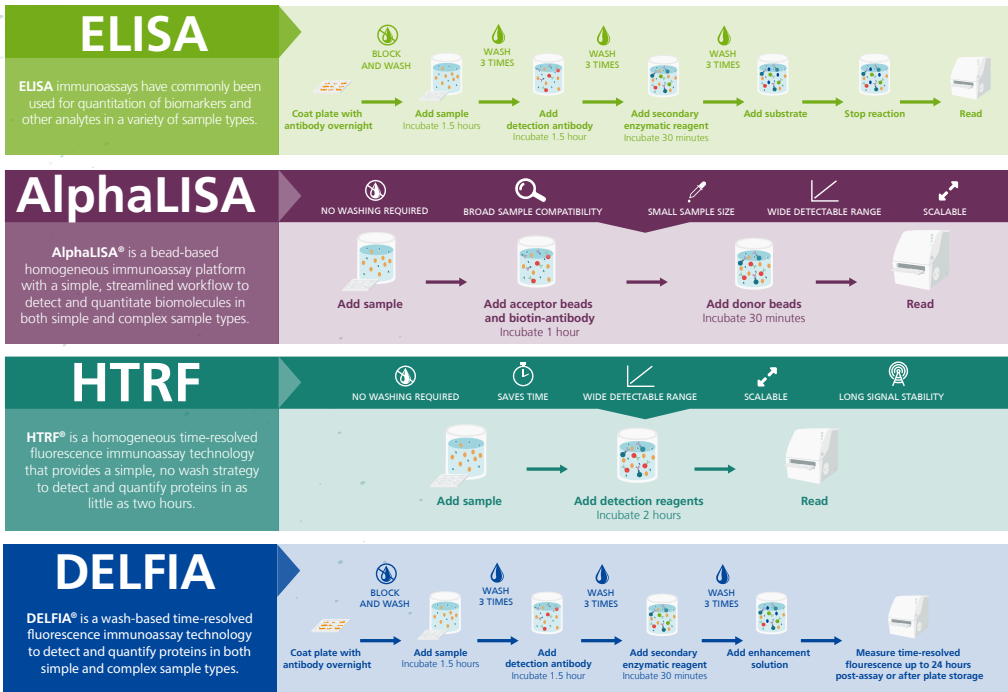 ELISA
ELISA immunoassays have commonly been
used for quantitation of biomarkers and
other analytes in a variety of sample types.
BLOCK
AND WASH
WASH
3 TIMES
WASH
3 TIMES
WASH
3 TIMES
Coat plate with
antibody overnight
Add sample
Incubate 1.5 hours
Add
detection antibody
Incubate 1.5 hour
Add secondary
enzymatic reagent
Incubate 30 minutes
Add substrate
Stop reaction
Read
AlphaLISA
AlphaLISA® is a bead-based
homogeneous immunoassay platform
with a simple, streamlined workflow to
detect and quantitate biomolecules in
both simple and complex sample types.
NO WASHING REQUIRED
BROAD SAMPLE COMPATIBILITY
SMALL SAMPLE SIZE
WIDE DETECTABLE RANGE
SCALABLE
Add sample
Add acceptor beads
and biotin-antibody
Incubate 1 hour
Add donor beads
Incubate 30 minutes
Read
HTRF
HTRF® is a homogeneous time-resolved
fluorescence immunoassay technology
that provides a simple, no wash strategy
to detect and quantify proteins in as
little as two hours.
NO WASHING REQUIRED
SAVES TIME
WIDE DETECTABLE RANGE
SCALABLE
LONG SIGNAL STABILITY
Add sample
Add detection reagents
Incubate 2 hours
Read
DELFIA
DELFIA® is a wash-based time-resolved
fluorescence immunoassay technology
to detect and quantify proteins in both
simple and complex sample types.
BLOCK
AND WASH
WASH
3 TIMES
WASH
3 TIMES
WASH
3 TIMES
Coat plate with
antibody overnight
Add sample
Incubate 1.5 hours
Add
detection antibody
Incubate 1.5 hour
Add secondary
enzymatic reagent
Incubate 30 minutes
Add enhancement
solution
Measure time-resolved
flourescence up to 24 hours
post-assay or after plate storage